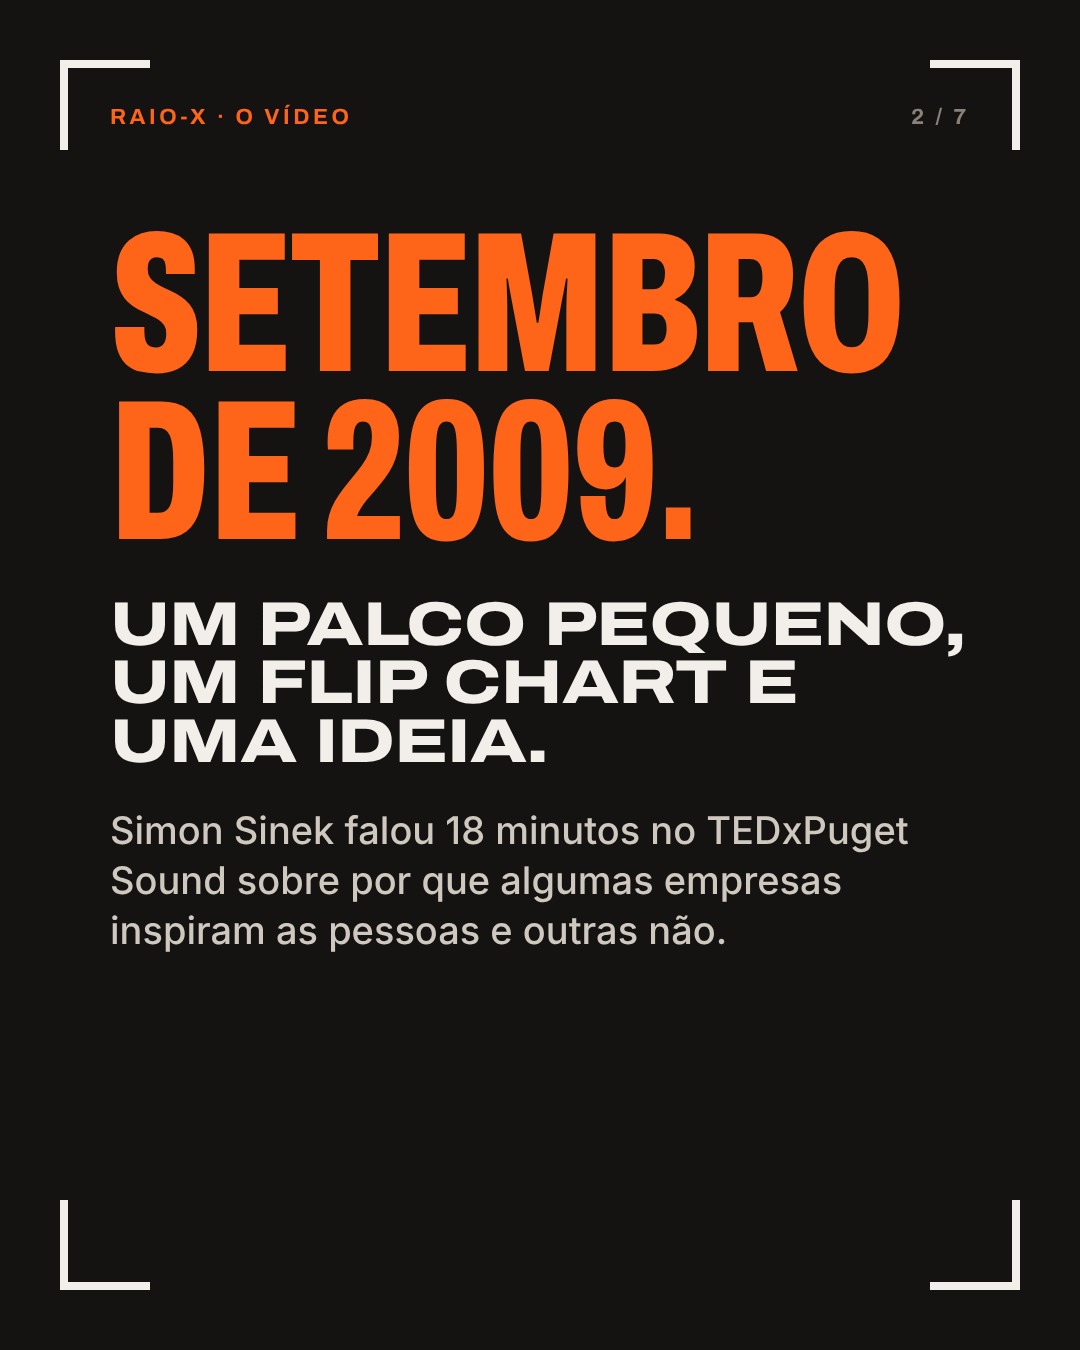 RAIO-X · O VÍDEO
2 / 7
SETEMBRO
DE 2009.
UM PALCO PEQUENO,
UM FLIP CHART E
UMA IDEIA.
Simon Sinek falou 18 minutos no TEDxPuget
Sound sobre por que algumas empresas
inspiram as pessoas e outras não.